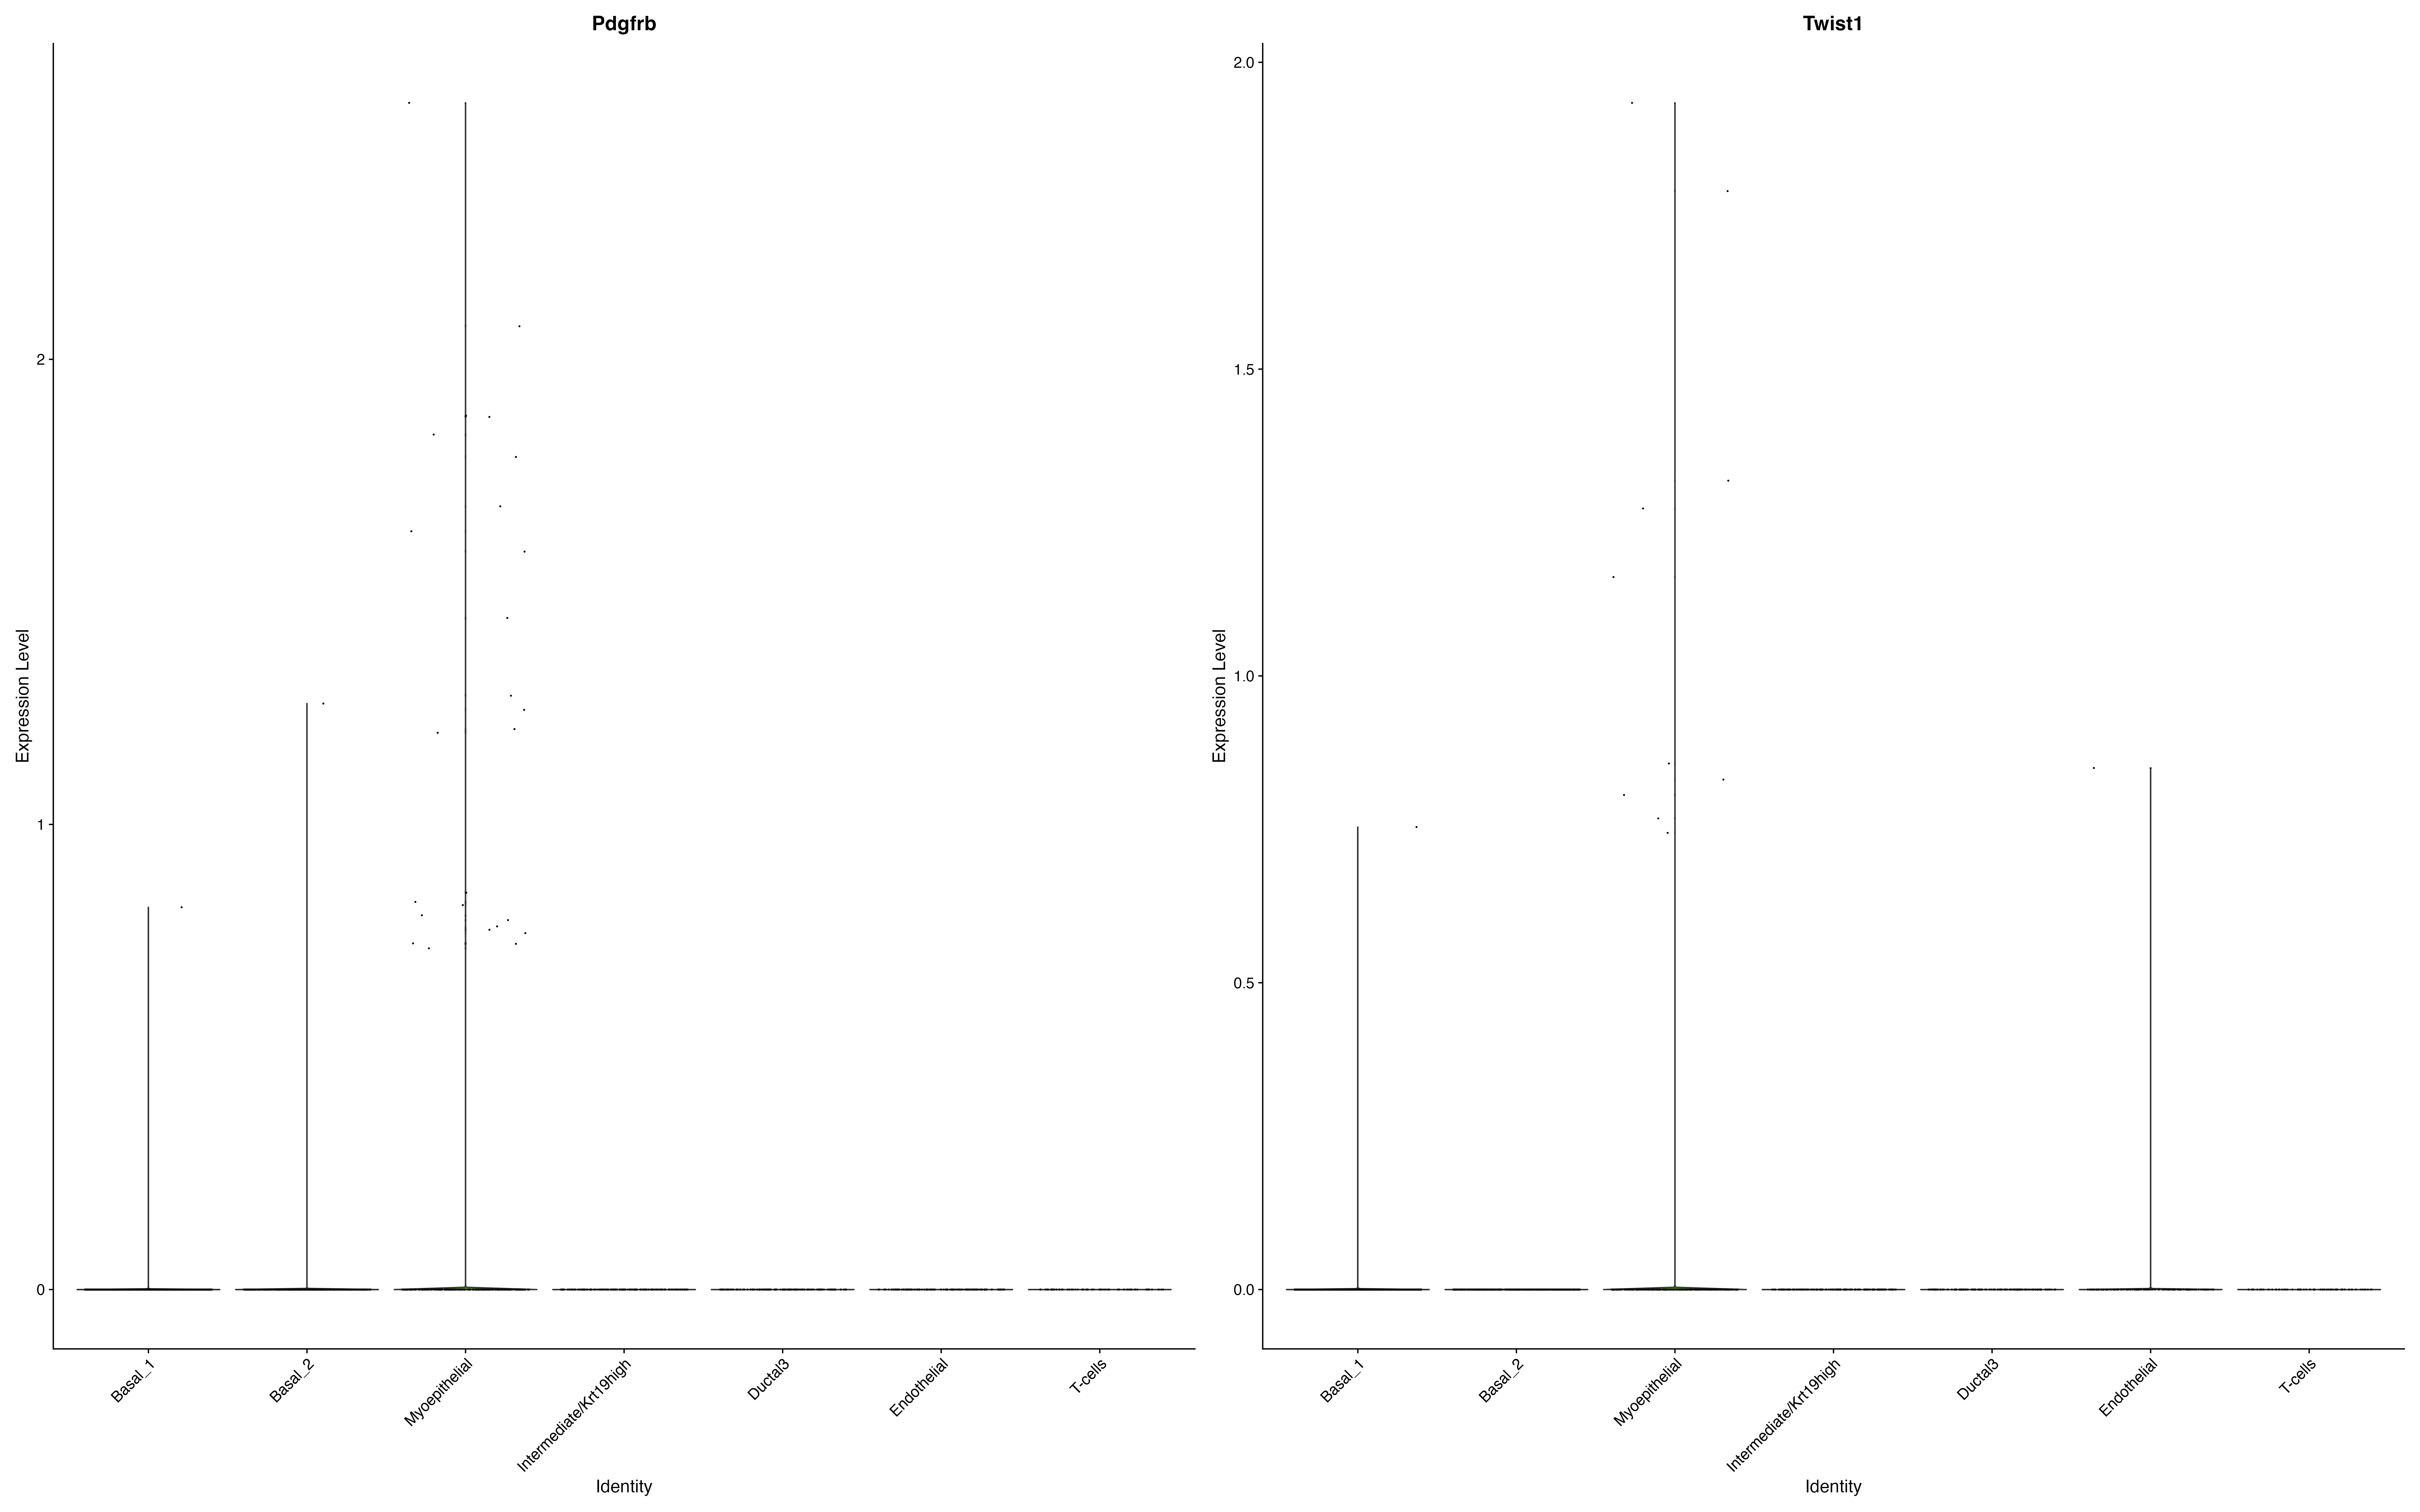 Pdgfrb
Expression Level
2
1
0
Basal_1
Basal_2
Myoepithelial
Intermediate/Krt19high
Ductal3
Endothelial
T-cells
Identity
Twist1
Expression Level
2.0
1.5
1.0
0.5
0.0
Basal_1
Basal_2
Myoepithelial
Intermediate/Krt19high
Ductal3
Endothelial
T-cells
Identity